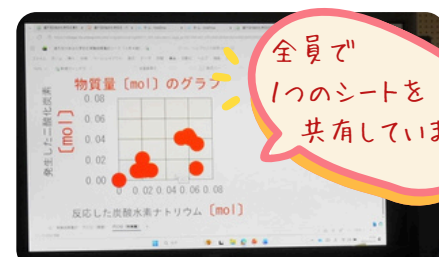 全員で
1つのシートを
共有していま
物質量 [mol] のグラフ
発生した二酸化炭素
[mol]
0.08
0.06
0.04
0.02
0.00
0 0.02 0.04 0.06 0.08
反応した炭酸水素ナトリウム [mol]